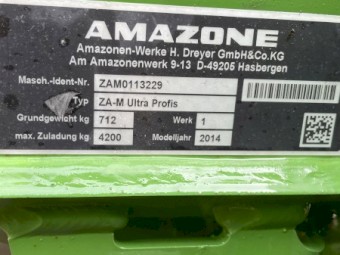 AMAZONE
Amazonen-Werke H. Dreyer GmbH&Co.KG
Am Amazonenwerk 9-13 D-49205 Hasbergen
Masch.-Ident-Nr. ZAM0113229
Typ ZA-M Ultra Profis
Grundgewicht kg 712 Werk 1
max. Zuladung kg 4200 Modelljahr 2014